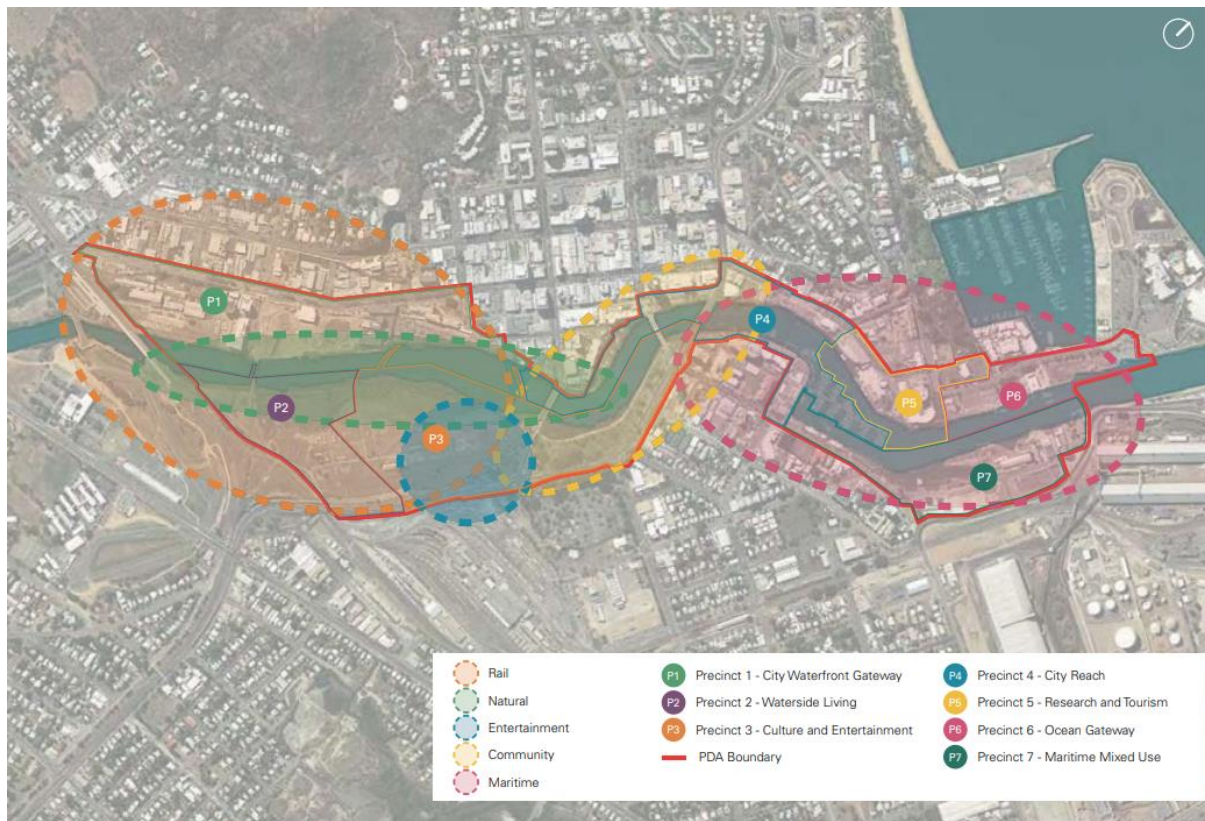 P1
P2
P3
P4
P5
P6
P7
Rail
Natural
Entertainment
Community
Maritime
P1 Precinct 1 - City Waterfront Gateway
P2 Precinct 2 - Waterside Living
P3 Precinct 3 - Culture and Entertainment
PDA Boundary
P4 Precinct 4 - City Reach
P5 Precinct 5 - Research and Tourism
P6 Precinct 6 - Ocean Gateway
P7 Precinct 7 - Maritime Mixed Use